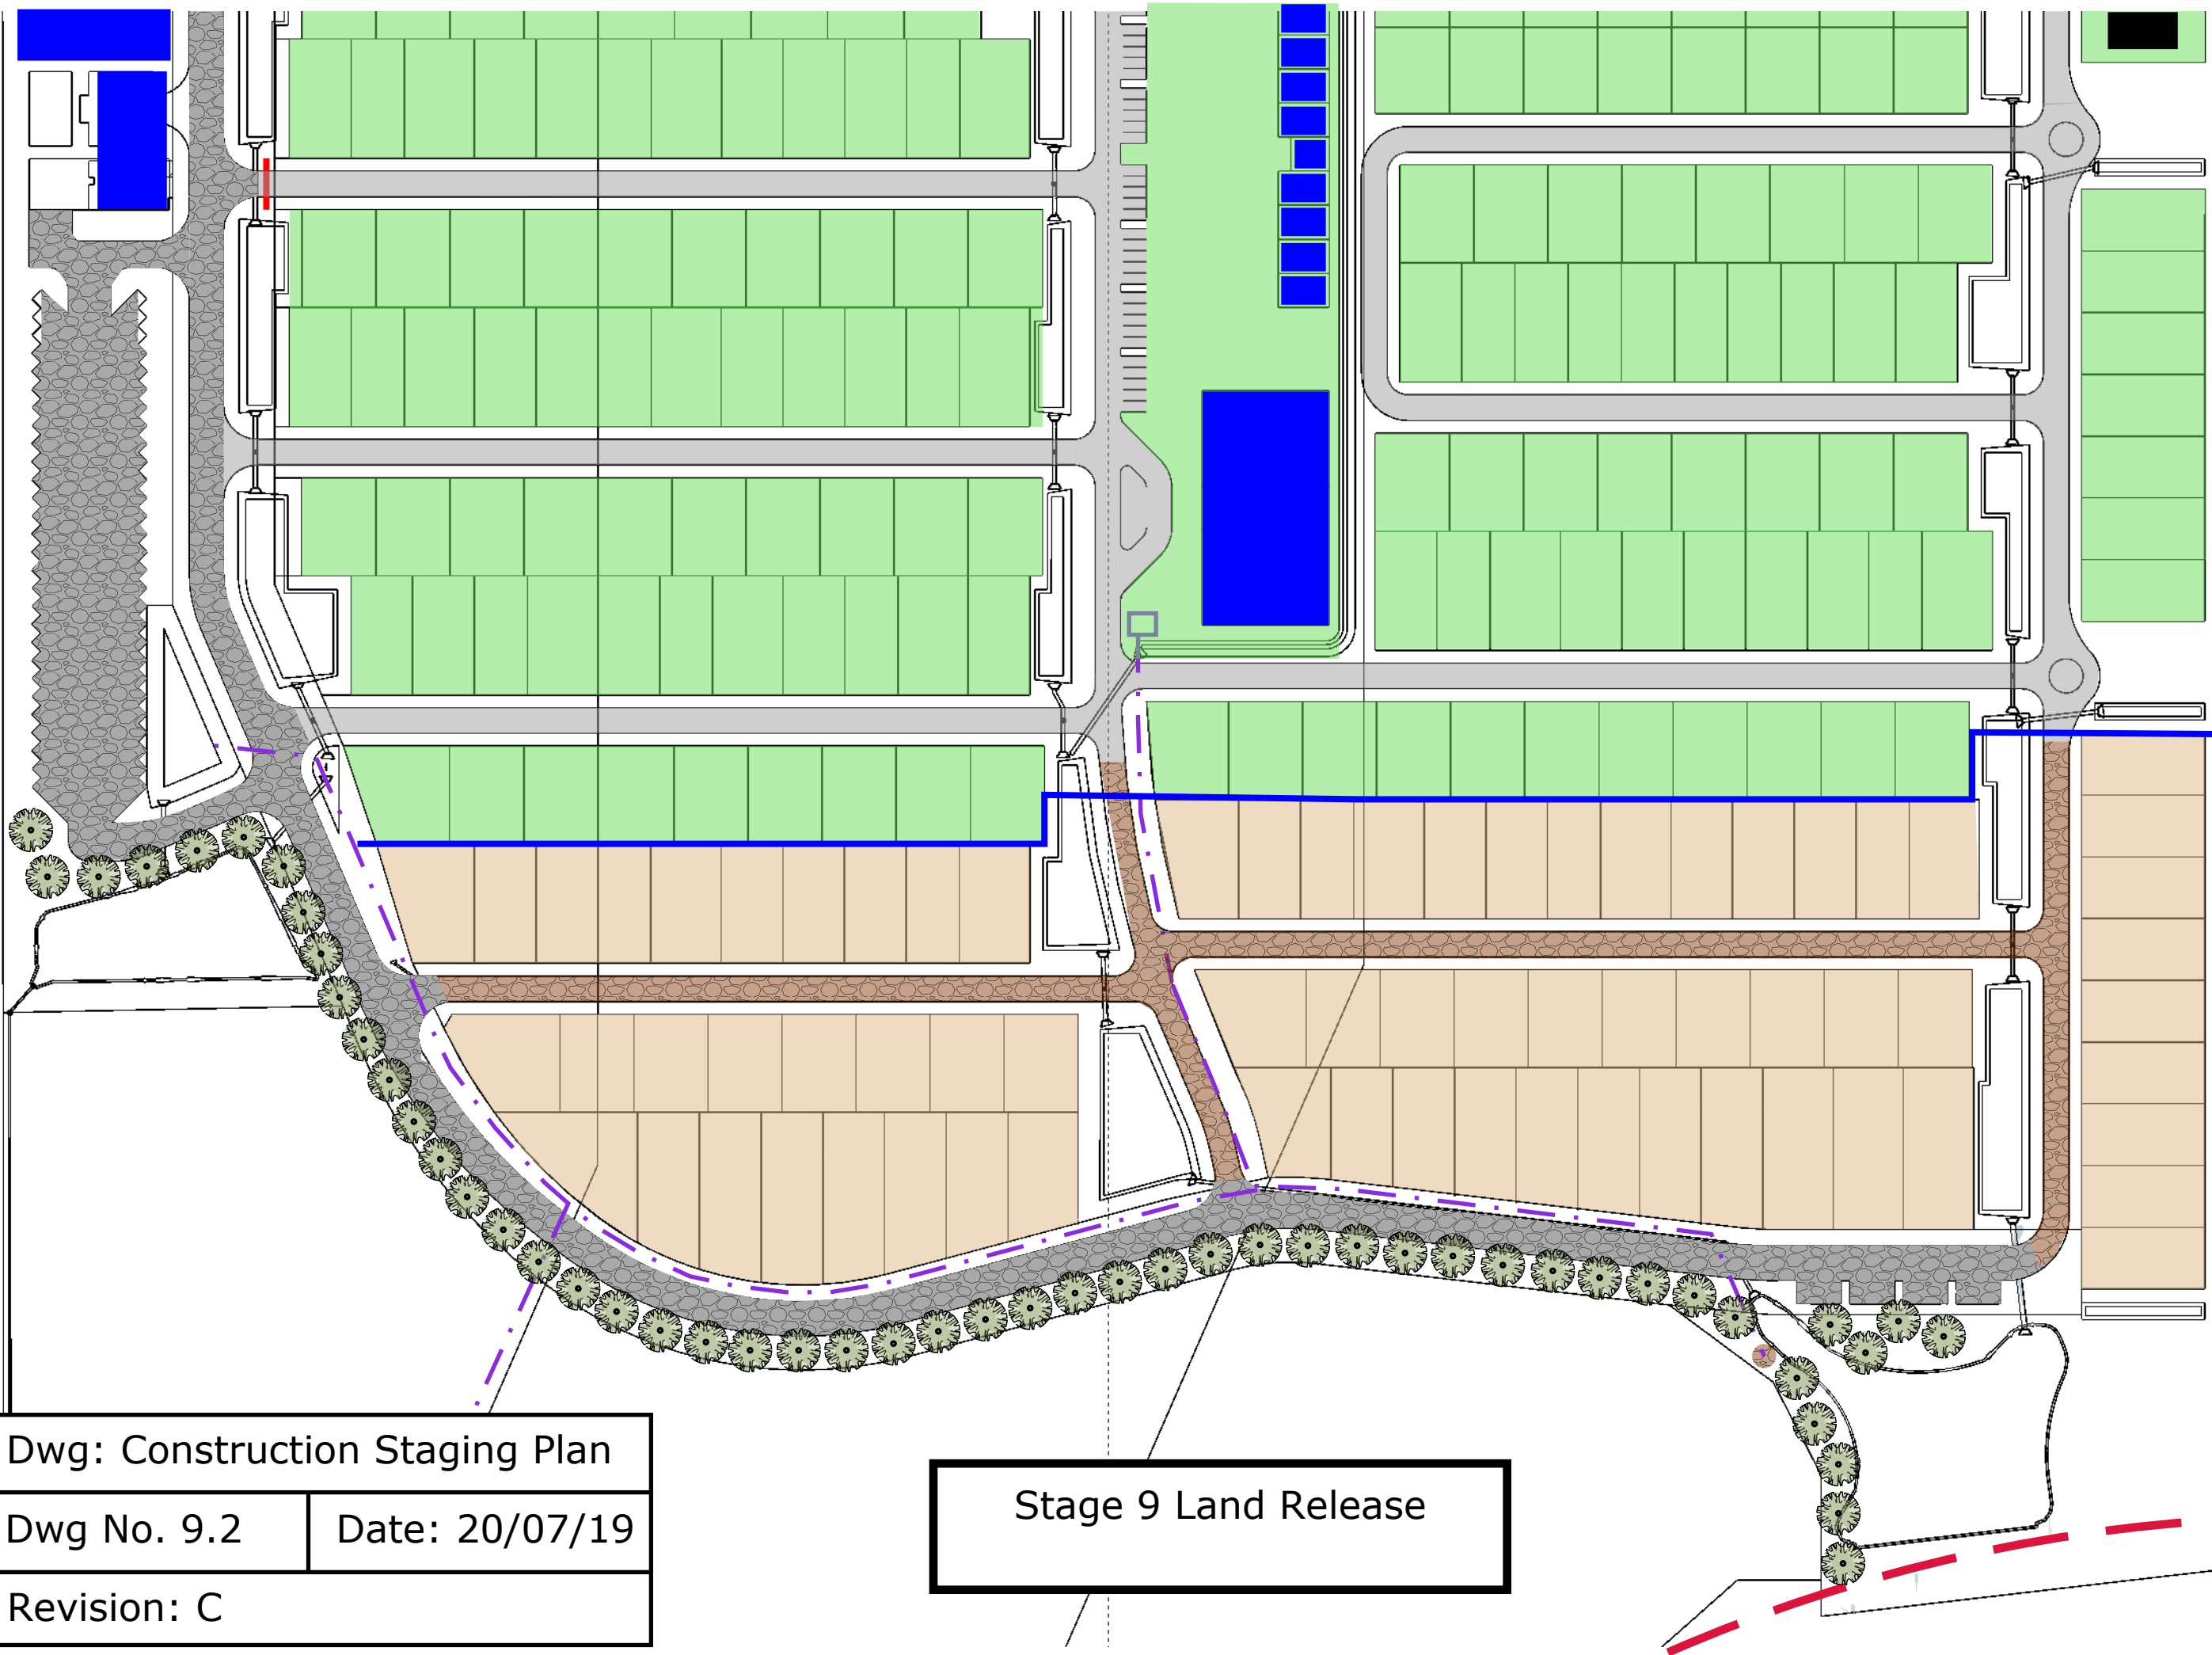 Dwg: Construction Staging Plan
Dwg No. 9.2
Date: 20/07/19
Revision: C
Stage 9 Land Release